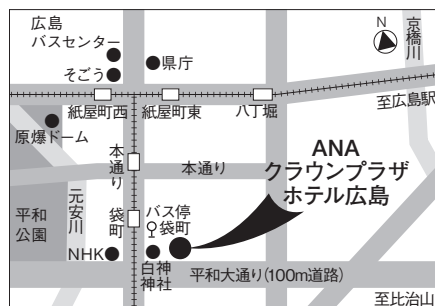 広島
バスセンター
そごう
県庁
N
京橋川
紙屋町西
紙屋町東
八丁堀
至広島駅
原爆ドーム
本通り
本通り
ANA
クラウンプラザ
ホテル広島
平和
公園
元安川
袋町
バス停
袋町
NHK
白神
神社
平和大通り(100m道路)
至比治山